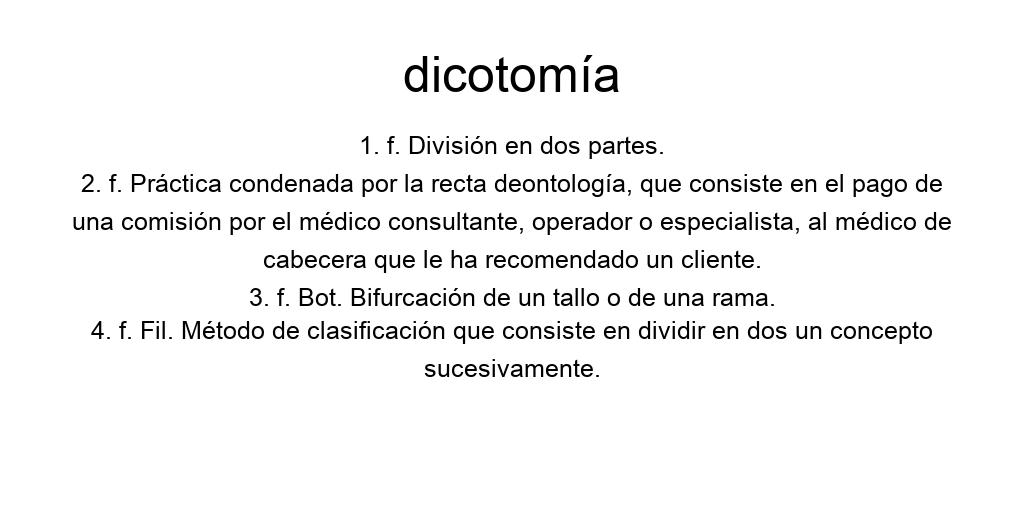 dicotomía
1. f. División en dos partes.
2. f. Práctica condenada por la recta deontología, que consiste en el pago de
una comisión por el médico consultante, operador o especialista, al médico de
cabecera que le ha recomendado un cliente.
3. f. Bot. Bifurcación de un tallo o de una rama.
4. f. Fil. Método de clasificación que consiste en dividir en dos un concepto
sucesivamente.